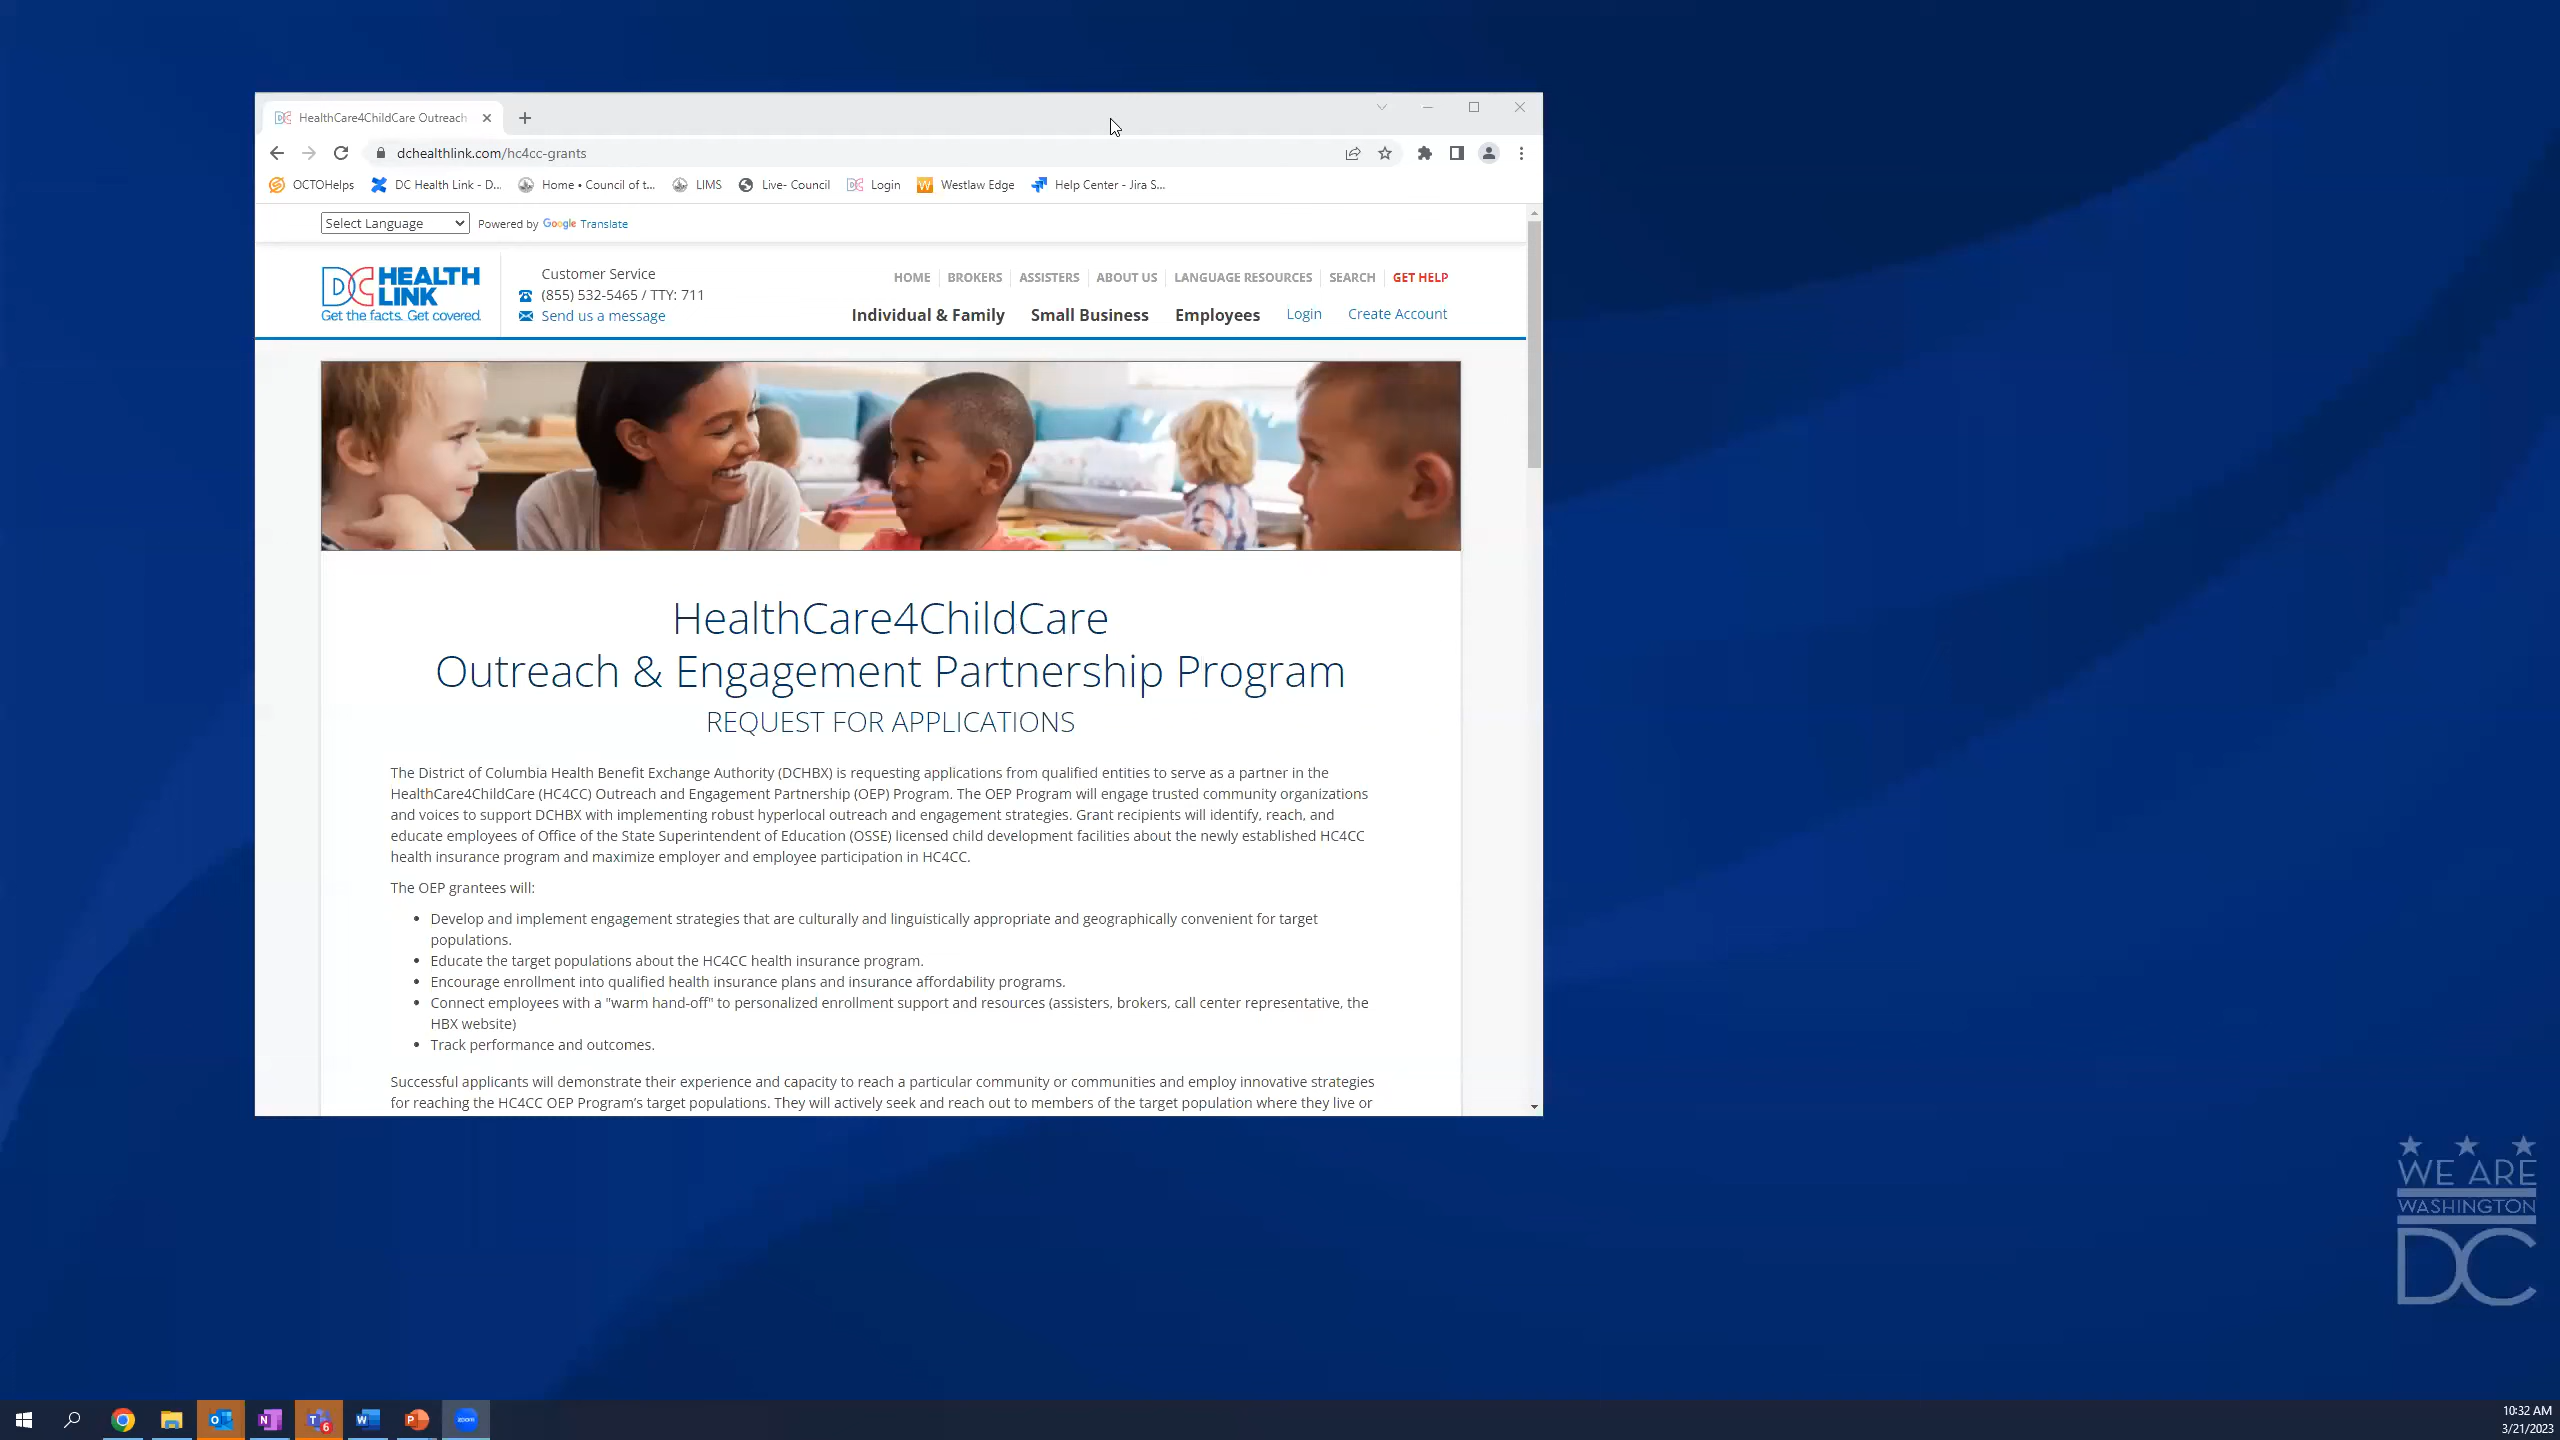 HealthCare4ChildCare Outreach
dchealthlink.com/hc4cc-grants
OCTOHelps DC Health Link - D... Home • Council of t... LIMS Live- Council Login Westlaw Edge Help Center - Jira S...
Select Language Powered by Google Translate
DC HEALTH LINK
Get the facts. Get covered.
Customer Service
(855) 532-5465 / TTY: 711
Send us a message
HOME BROKERS ASSISTERS ABOUT US LANGUAGE RESOURCES SEARCH GET HELP
Individual & Family Small Business Employees Login Create Account
HealthCare4ChildCare
Outreach & Engagement Partnership Program
REQUEST FOR APPLICATIONS
The District of Columbia Health Benefit Exchange Authority (DCHBX) is requesting applications from qualified entities to serve as a partner in the
HealthCare4ChildCare (HC4CC) Outreach and Engagement Partnership (OEP) Program. The OEP Program will engage trusted community organizations
and voices to support DCHBX with implementing robust hyperlocal outreach and engagement strategies. Grant recipients will identify, reach, and
educate employees of Office of the State Superintendent of Education (OSSE) licensed child development facilities about the newly established HC4CC
health insurance program and maximize employer and employee participation in HC4CC.
The OEP grantees will:
• Develop and implement engagement strategies that are culturally and linguistically appropriate and geographically convenient for target
populations.
• Educate the target populations about the HC4CC health insurance program.
• Encourage enrollment into qualified health insurance plans and insurance affordability programs.
• Connect employees with a "warm hand-off" to personalized enrollment support and resources (assisters, brokers, call center representative, the
HBX website)
• Track performance and outcomes.
Successful applicants will demonstrate their experience and capacity to reach a particular community or communities and employ innovative strategies
for reaching the HC4CC OEP Program’s target populations. They will actively seek and reach out to members of the target population where they live or
WE ARE
WASHINGTON
DC
zoom
6
10:32 AM
3/21/2023